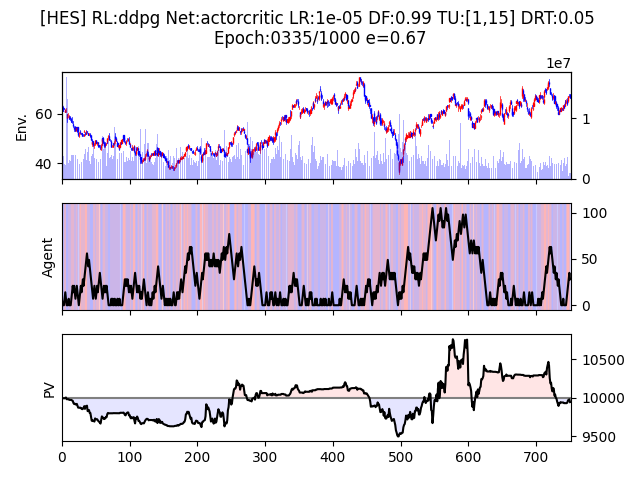 [HES] RL:ddpg Net:actorcritic LR:1e-05 DF:0.99 TU:[1,15] DRT:0.05
Epoch:0335/1000 e=0.67
1e7
Env.
60
40
1
0
Agent
100
50
0
PV
10500
10000
9500
0 100 200 300 400 500 600 700